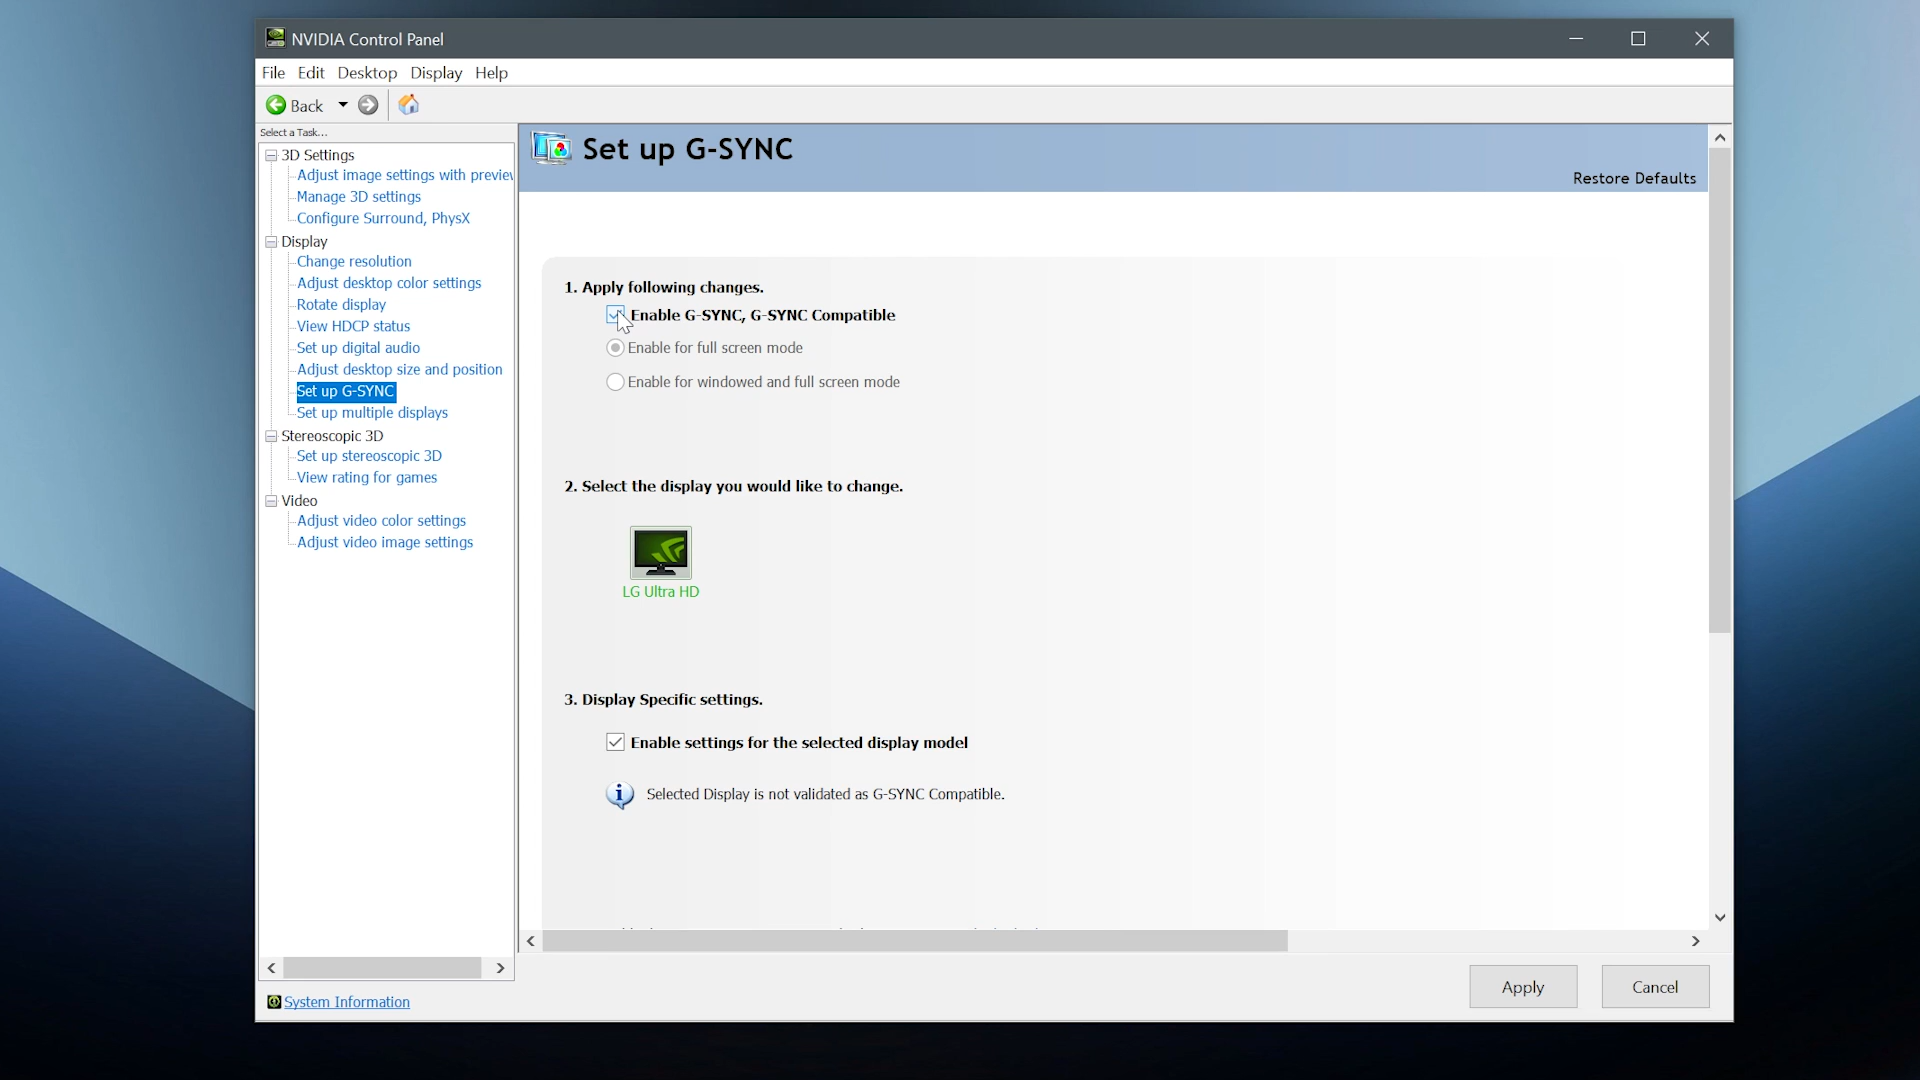 NVIDIA Control Panel
File Edit Desktop Display Help
Back
Select a Task...
3D Settings
Adjust image settings with
Manage 3D settings
Configure Surround, PhysX
Display
Change resolution
Adjust desktop color settings
Rotate display
View HDCP status
Set up digital audio
Adjust desktop size and position
Set up G-SYNC
Set up multiple displays
Stereoscopic 3D
Set up stereoscopic 3D
View rating for games
Video
Adjust video color settings
Adjust video image settings
System Information
Set up G-SYNC
Restore Defaults
1. Apply following changes.
Enable G-SYNC, G-SYNC Compatible
Enable for full screen mode
Enable for windowed and full screen mode
2. Select the display you would like to change.
LG Ultra HD
3. Display Specific settings.
Enable settings for the selected display model
Selected Display is not validated as G-SYNC Compatible.
Apply
Cancel